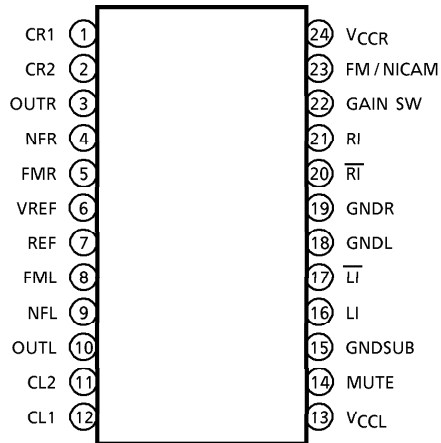 CR1 1 24 VCCR
CR2 2 23 FM / NICAM
OUTR 3 22 GAIN SW
NFR 4 21 RI
FMR 5 20 R̅I̅
VREF 6 19 GNDR
REF 7 18 GNDL
FML 8 17 L̅I̅
NFL 9 16 LI
OUTL 10 15 GNDSUB
CL2 11 14 MUTE
CL1 12 13 VCCL